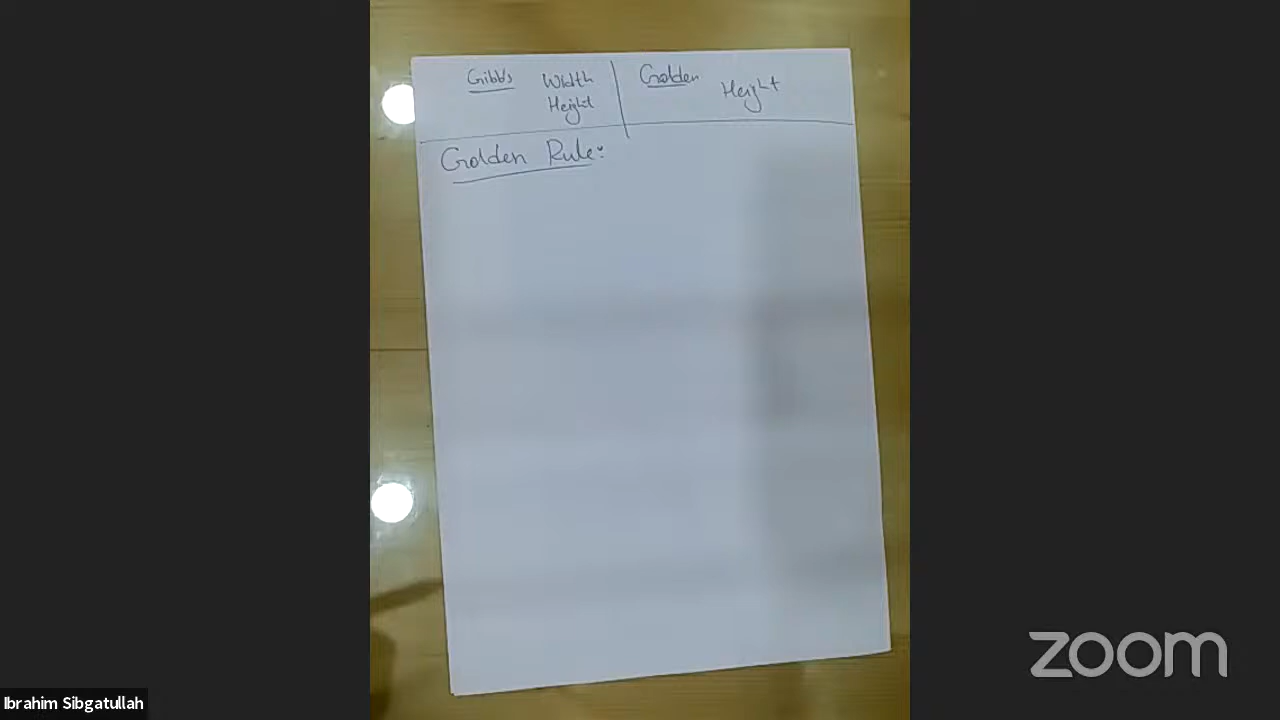 Gibbs Width Golden
Height Height
Golden Rule:
zoom
Ibrahim Sibgatullah